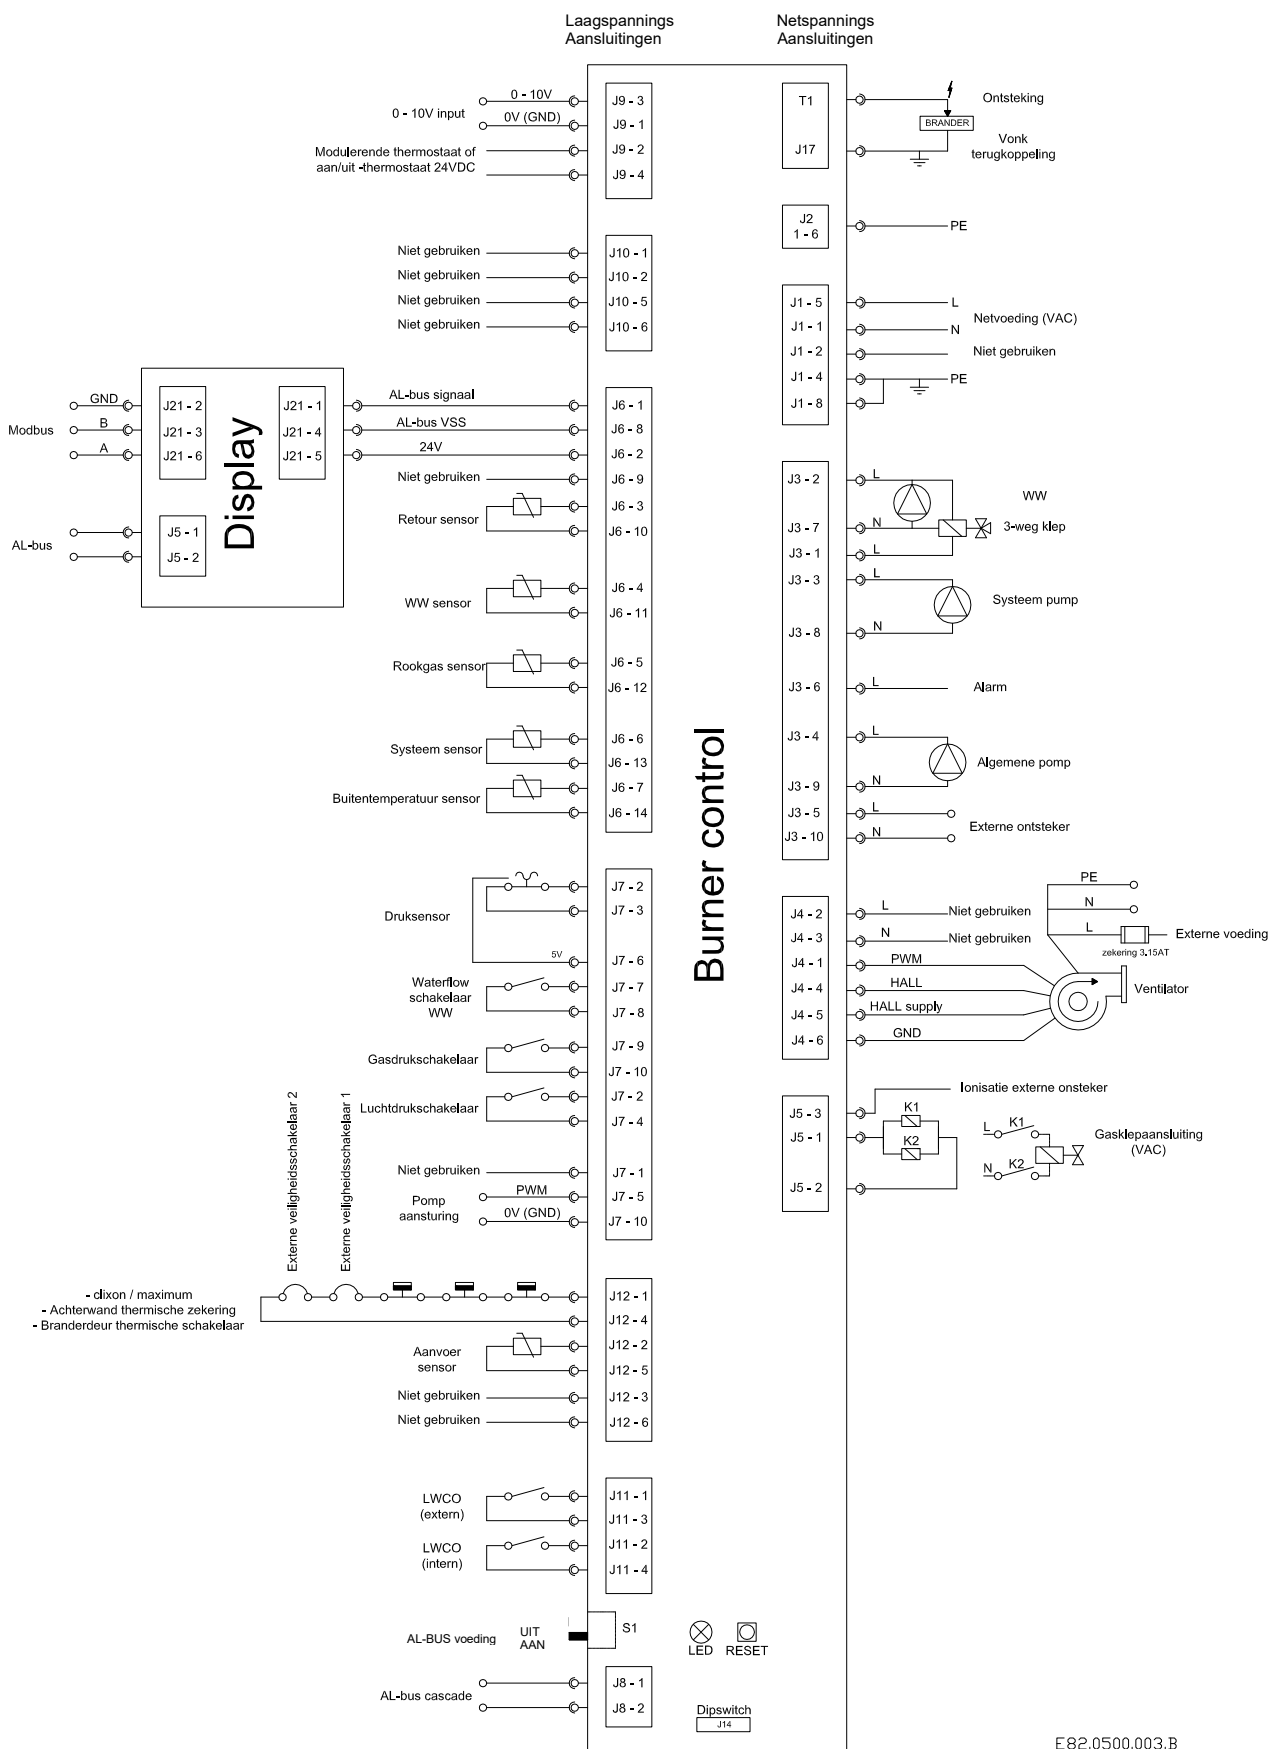 Laagspannings
Aansluitingen
Netspannings
Aansluitingen
0 - 10V input
0 - 10V
J9 - 3
0V (GND)
J9 - 1
Modulerende thermostaat of
aan/uit -thermostaat 24VDC
J9 - 2
J9 - 4
Niet gebruiken
J10 - 1
Niet gebruiken
J10 - 2
Niet gebruiken
J10 - 5
Niet gebruiken
J10 - 6
Modbus
GND
J21 - 2
B
J21 - 3
A
J21 - 6
AL-bus
J5 - 1
J5 - 2
Display
J21 - 1
J21 - 4
J21 - 5
AL-bus signaal
J6 - 1
AL-bus VSS
J6 - 8
24V
J6 - 2
Niet gebruiken
J6 - 9
Retour sensor
J6 - 3
J6 - 10
WW sensor
J6 - 4
J6 - 11
Rookgas sensor
J6 - 5
J6 - 12
Systeem sensor
J6 - 6
J6 - 13
Buitentemperatuur sensor
J6 - 7
J6 - 14
Druksensor
J7 - 2
J7 - 3
5V
J7 - 6
Waterflow
schakelaar
WW
J7 - 7
J7 - 8
Gasdrukschakelaar
J7 - 9
J7 - 10
Luchtdrukschakelaar
J7 - 2
J7 - 4
Niet gebruiken
J7 - 1
Pomp
aansturing
PWM
J7 - 5
0V (GND)
J7 - 10
Externe veiligheidsschakelaar 2
Externe veiligheidsschakelaar 1
- clixon / maximum
- Achterwand thermische zekering
- Branderdeur thermische schakelaar
J12 - 1
J12 - 4
Aanvoer
sensor
J12 - 2
J12 - 5
Niet gebruiken
J12 - 3
Niet gebruiken
J12 - 6
LWCO
(extern)
J11 - 1
J11 - 3
LWCO
(intern)
J11 - 2
J11 - 4
AL-BUS voeding
UIT
AAN
S1
AL-bus cascade
J8 - 1
J8 - 2
Burner control
LED
RESET
Dipswitch
J14
T1
Ontsteking
BRANDER
J17
Vonk
terugkoppeling
J2
1 - 6
PE
J1 - 5
L
J1 - 1
N
Netvoeding (VAC)
J1 - 2
Niet gebruiken
J1 - 4
PE
J1 - 8
J3 - 2
L
WW
J3 - 7
N
3-weg klep
J3 - 1
L
J3 - 3
L
Systeem pump
J3 - 8
N
J3 - 6
L
Alarm
J3 - 4
L
Algemene pomp
J3 - 9
N
J3 - 5
L
Externe ontsteker
J3 - 10
N
J4 - 2
L
Niet gebruiken
J4 - 3
N
Niet gebruiken
J4 - 1
PWM
J4 - 4
HALL
J4 - 5
HALL supply
J4 - 6
GND
PE
N
L
Externe voeding
zekering 3.15AT
Ventilator
J5 - 3
Ionisatie externe onsteker
J5 - 1
K1
K2
J5 - 2
L
K1
N
K2
Gasklepaansluiting
(VAC)
E82.0500.003.B